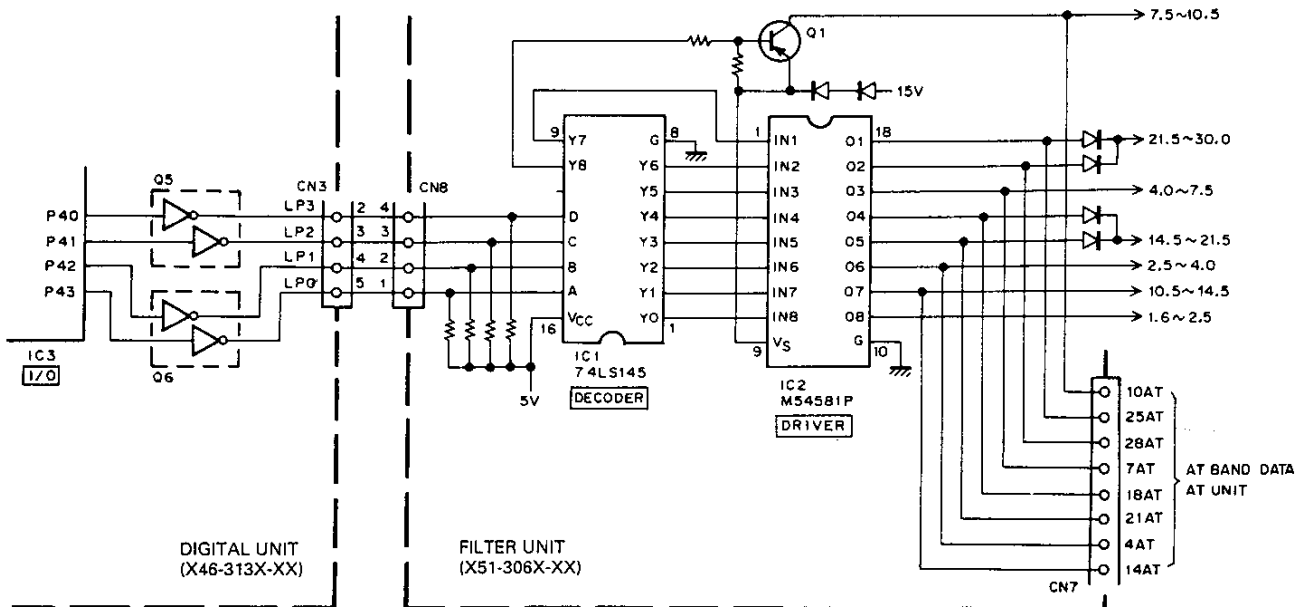 7.5~10.5
Q1
15V
9 Y7 G 8
1 IN1 O1 18
21.5~30.0
Y8 Y6
IN2 O2
Y5
IN3 O3
4.0~7.5
Q5
CN3
CN8
P40
LP3
2 4
D Y4
IN4 O4
P41
LP2
3 3
C Y3
IN5 O5
14.5~21.5
P42
LP1
4 2
B Y2
IN6 O6
2.5~4.0
P43
LP0
5 1
A Y1
IN7 O7
10.5~14.5
16 VCC Y0 1
IN8 O8
1.6~2.5
9 VS G 10
IC3
I/O
Q6
IC1
74LS145
DECODER
5V
IC2
M54581P
DRIVER
10AT
25AT
28AT
7AT
18AT
21AT
4AT
14AT
AT BAND DATA
AT UNIT
CN7
DIGITAL UNIT
(X46-313X-XX)
FILTER UNIT
(X51-306X-XX)